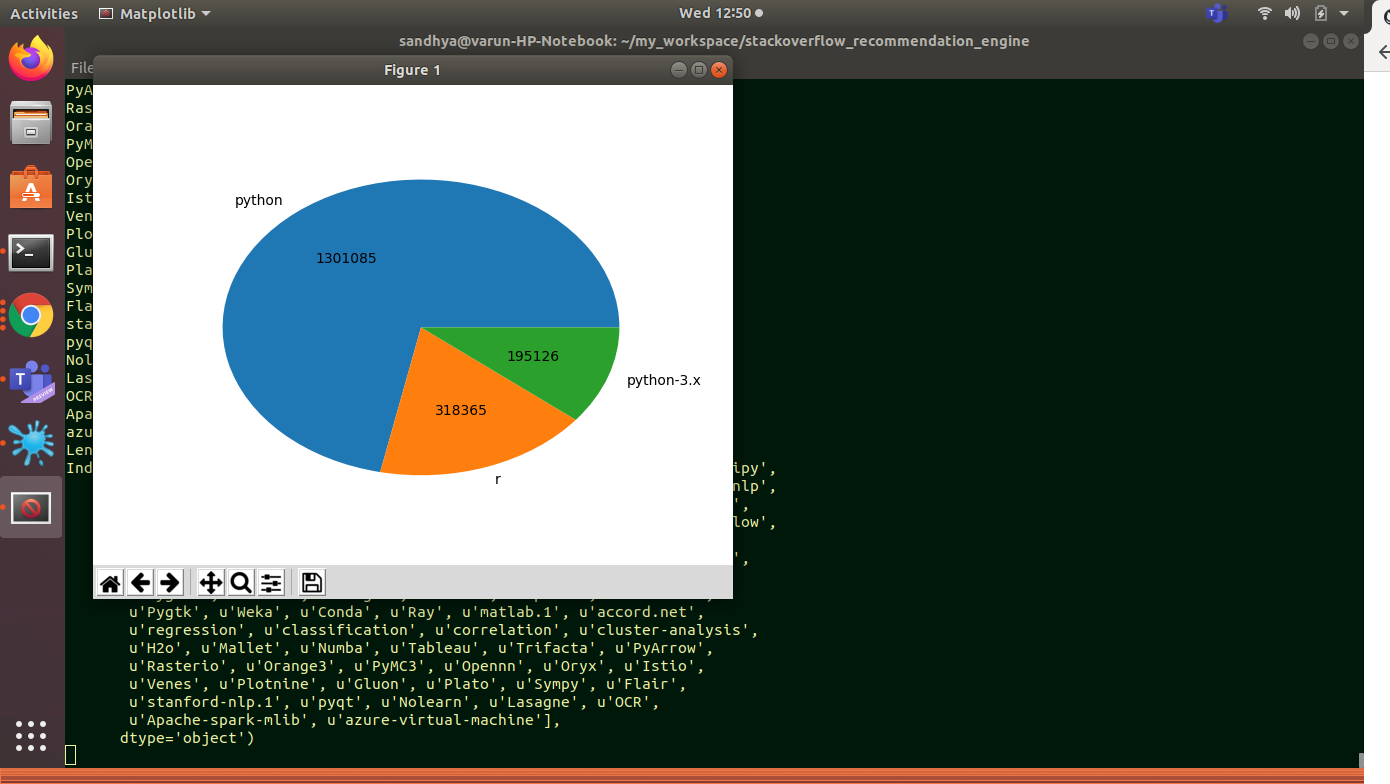 Activities Matplotlib Wed 12:50
sandhya@varun-HP-Notebook: ~/my_workspace/stackoverflow_recommendation_engine
File
Figure 1
PyA
Ras
Ora
PyM
Ope
Ory
Ist
Ven
Plo
Glu
Pla
Sym
Fla
sta
pyq
Nol
Las
OCR
Apa
azu
Len
Ind
python
1301085
195126
python-3.x
318365
r
ipy',
nlp',
',
low',
',
u'Pygtk', u'Weka', u'Conda', u'Ray', u'matlab.1', u'accord.net',
u'regression', u'classification', u'correlation', u'cluster-analysis',
u'H2o', u'Mallet', u'Numba', u'Tableau', u'Trifacta', u'PyArrow',
u'Rasterio', u'Orange3', u'PyMC3', u'Opennn', u'Oryx', u'Istio',
u'Venes', u'Plotnine', u'Gluon', u'Plato', u'Sympy', u'Flair',
u'stanford-nlp.1', u'pyqt', u'Nolearn', u'Lasagne', u'OCR',
u'Apache-spark-mlib', u'azure-virtual-machine'],
dtype='object')